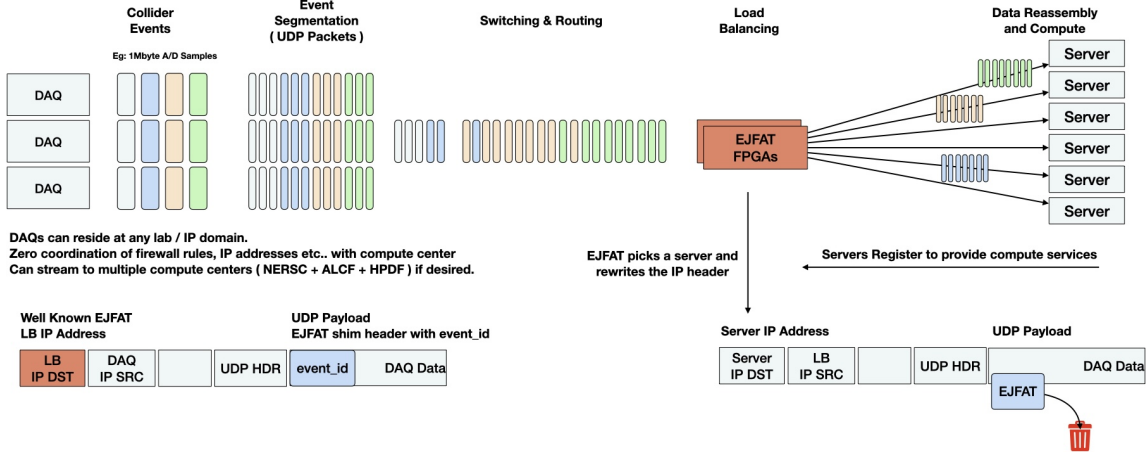 Collider
Events
Event
Segmentation
( UDP Packets)
Switching & Routing
Load
Balancing
Data Reassembly
and Compute
Eg: 1Mbyte A/D Samples
DAQ
DAQ
DAQ
EJFAT
FPGAs
Server
Server
Server
Server
Server
Server
DAQs can reside at any lab / IP domain.
Zero coordination of firewall rules, IP addresses etc.. with compute center
Can stream to multiple compute centers ( NERSC + ALCF + HPDF ) if desired.
EJFAT picks a server and
rewrites the IP header
Servers Register to provide compute services
Well Known EJFAT
LB IP Address
UDP Payload
EJFAT shim header with event_id
LB
IP DST
DAQ
IP SRC
UDP HDR
event_id
DAQ Data
Server IP Address
UDP Payload
Server
IP DST
LB
IP SRC
UDP HDR
DAQ Data
EJFAT